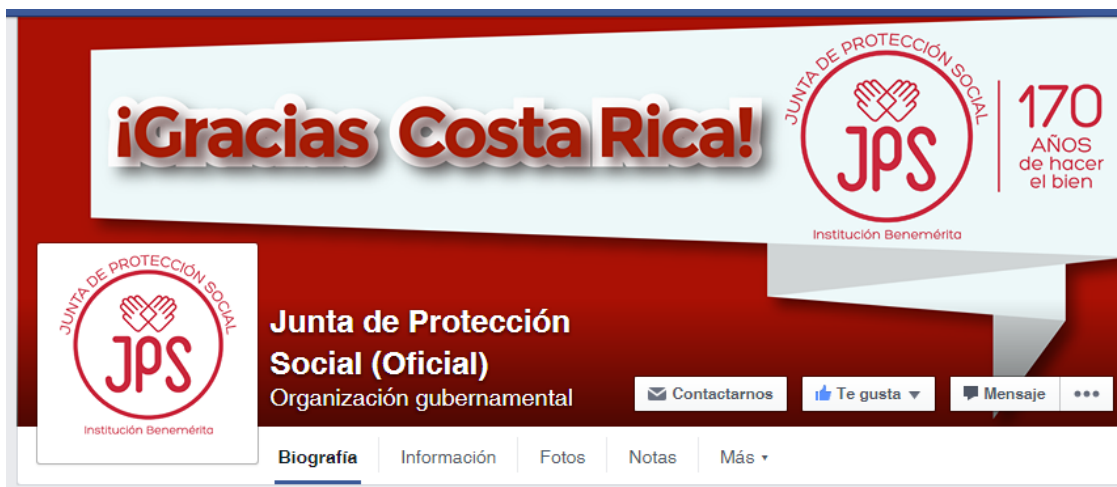 ¡Gracias Costa Rica!
JUNTA DE PROTECCIÓN SOCIAL
JPS
Institución Benemérita
170
AÑOS
de hacer
el bien
JUNTA DE PROTECCIÓN SOCIAL
JPS
Institución Benemérita
Junta de Protección
Social (Oficial)
Organización gubernamental
Contactarnos
Te gusta
Mensaje
Biografía
Información
Fotos
Notas
Más